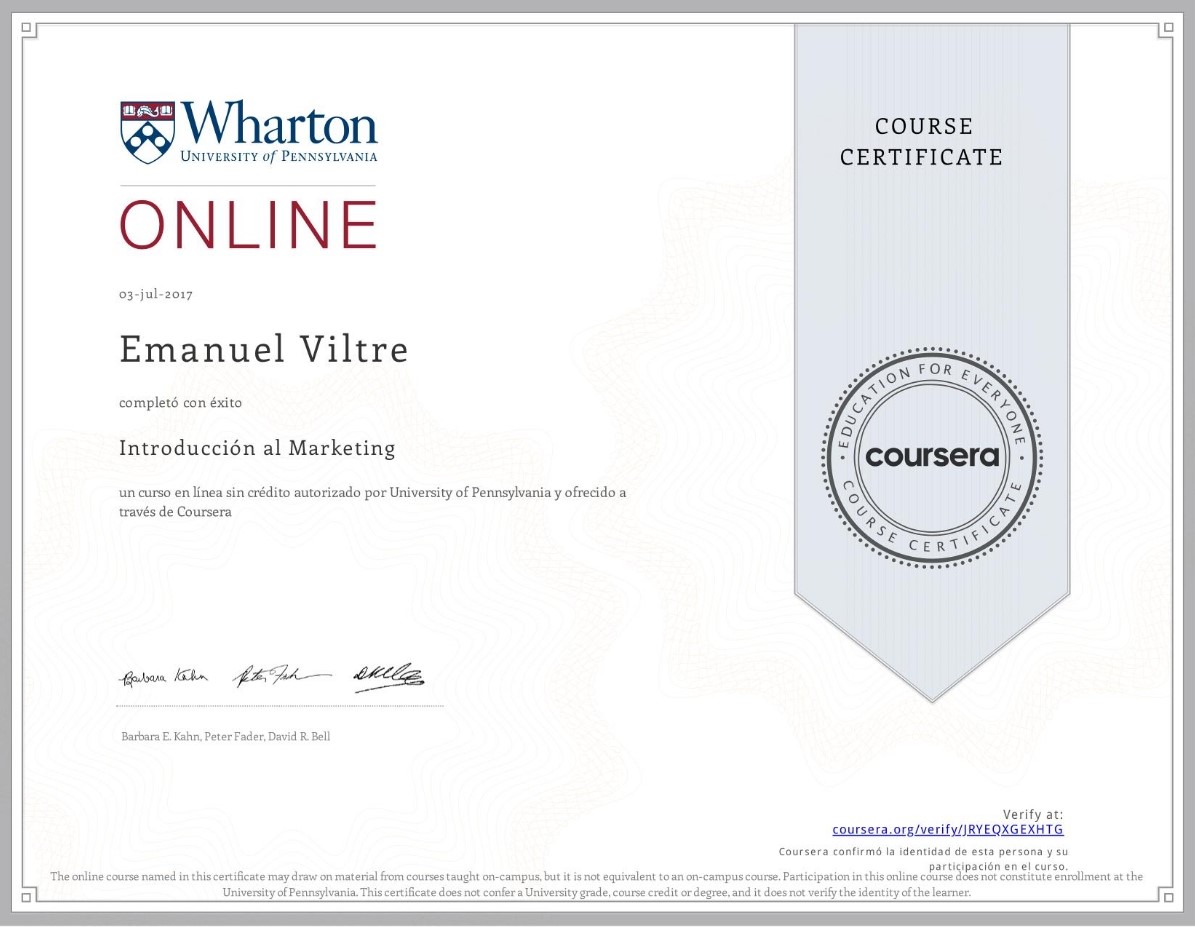 Wharton
UNIVERSITY of PENNSYLVANIA
ONLINE
03-jul-2017
Emanuel Viltre
completó con éxito
Introducción al Marketing
un curso en línea sin crédito autorizado por University of Pennsylvania y ofrecido a
través de Coursera
Barbara Kahn
Barbara E. Kahn, Peter Fader, David R. Bell
COURSE
CERTIFICATE
EDUCATION FOR EVERYONE
coursera
COURSE CERTIFICATE
Verify at:
coursera.org/verify/JRYEQXGEXHTG
Coursera confirmó la identidad de esta persona y su
participación en el curso.
The online course named in this certificate may draw on material from courses taught on-campus, but it is not equivalent to an on-campus course. Participation in this online course does not constitute enrollment at the
University of Pennsylvania. This certificate does not confer a University grade, course credit or degree, and it does not verify the identity of the learner.